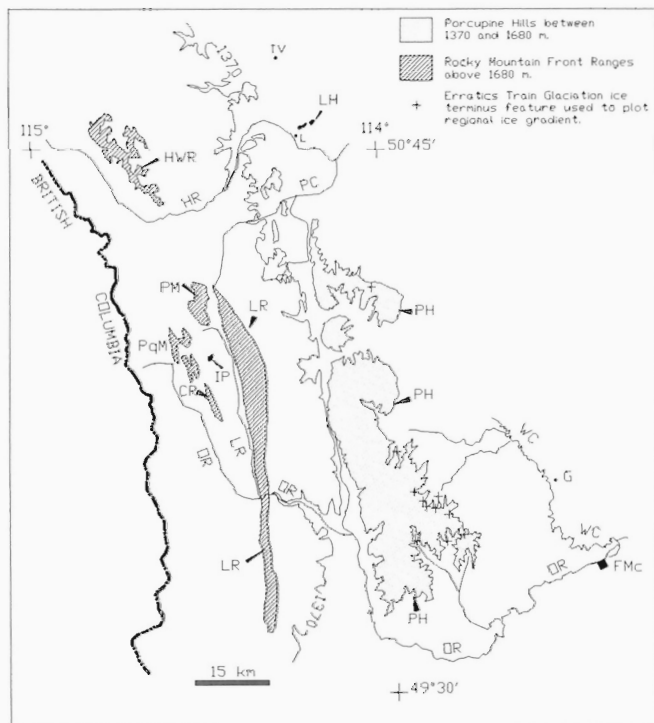 Porcupine Hills between
1370 and 1680 m.
Rocky Mountain Front Ranges
above 1680 m.
+ Erratics Train Glaciation ice
terminus feature used to plot
regional ice gradient.
1370
TV
LH
L
115°
114°
50°45'
HWR
HR
PC
BRITISH
COLUMBIA
PM
LR
PH
PqM
IP
CR
LR
OR
OR
PH
WC
G
WC
LR
1370
OR
FMc
PH
OR
15 km
49°30'